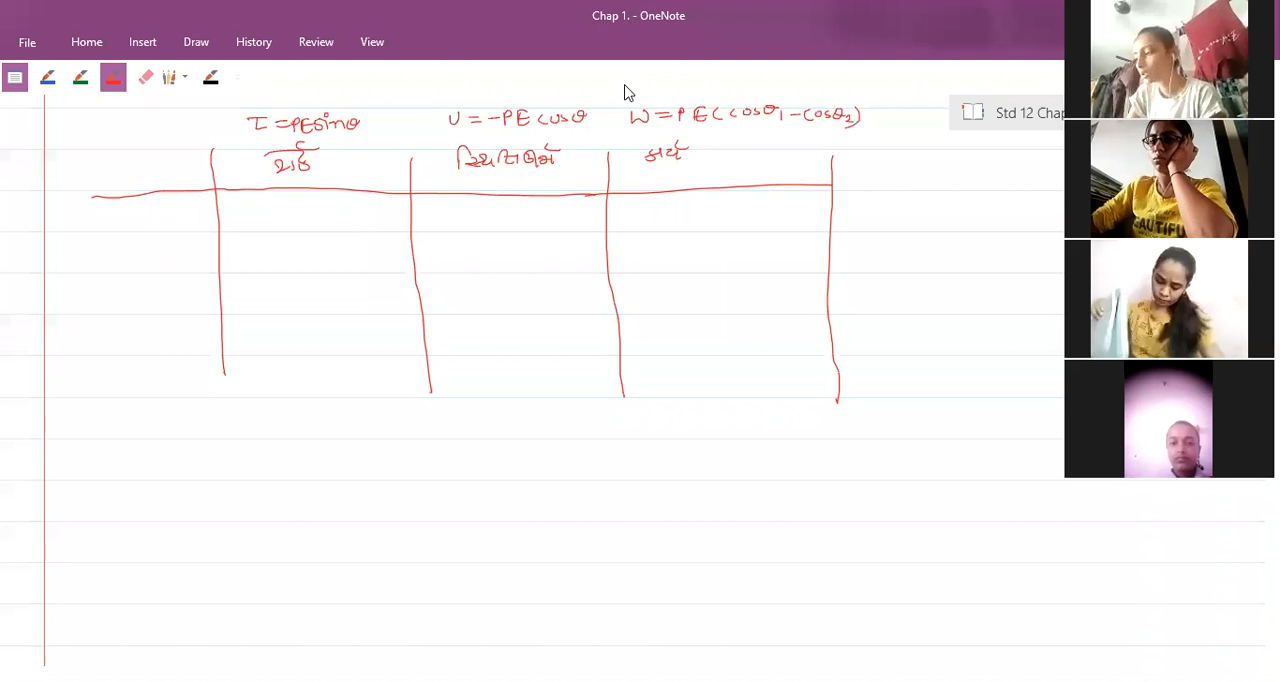 Chap 1. - OneNote
File Home Insert Draw History Review View
Std 12 Chap
τ = PE sinθ U = -PE cosθ W = PE (cosθ₁ - cosθ₂)
કાર્ય
BEAUTIFU